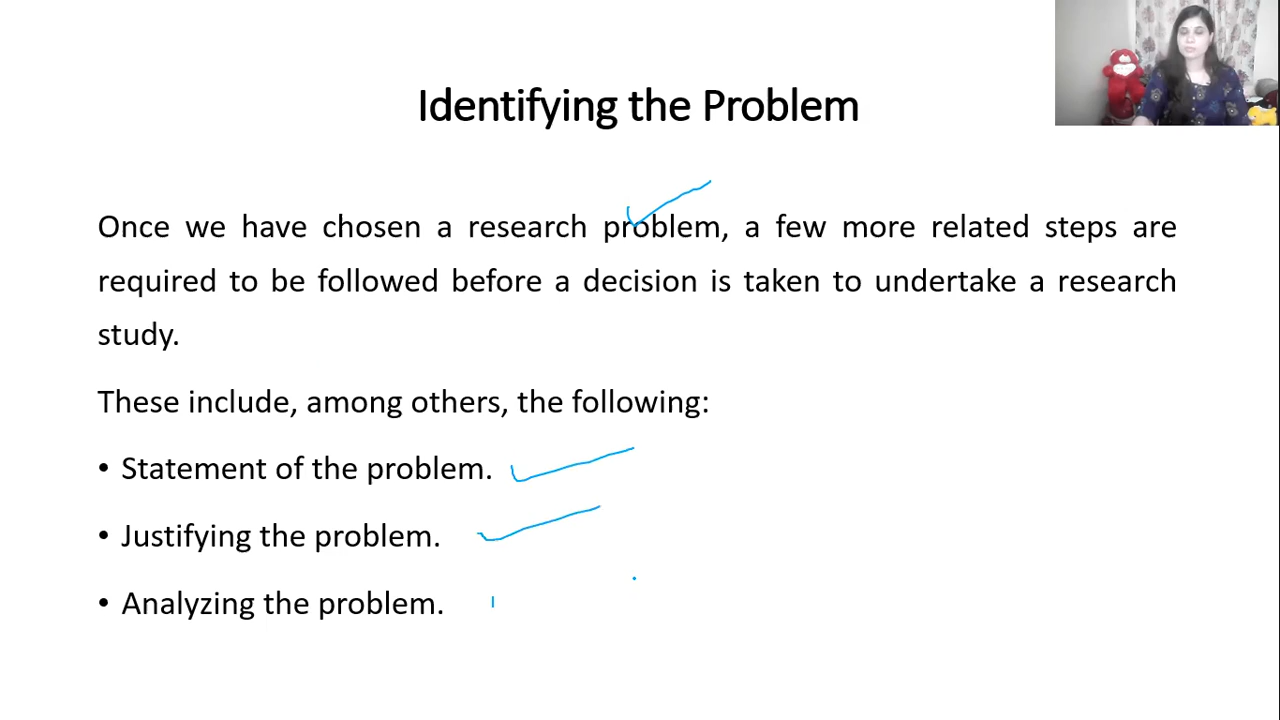 Identifying the Problem
Once we have chosen a research problem, a few more related steps are
required to be followed before a decision is taken to undertake a research
study.
These include, among others, the following:
• Statement of the problem.
• Justifying the problem.
• Analyzing the problem.